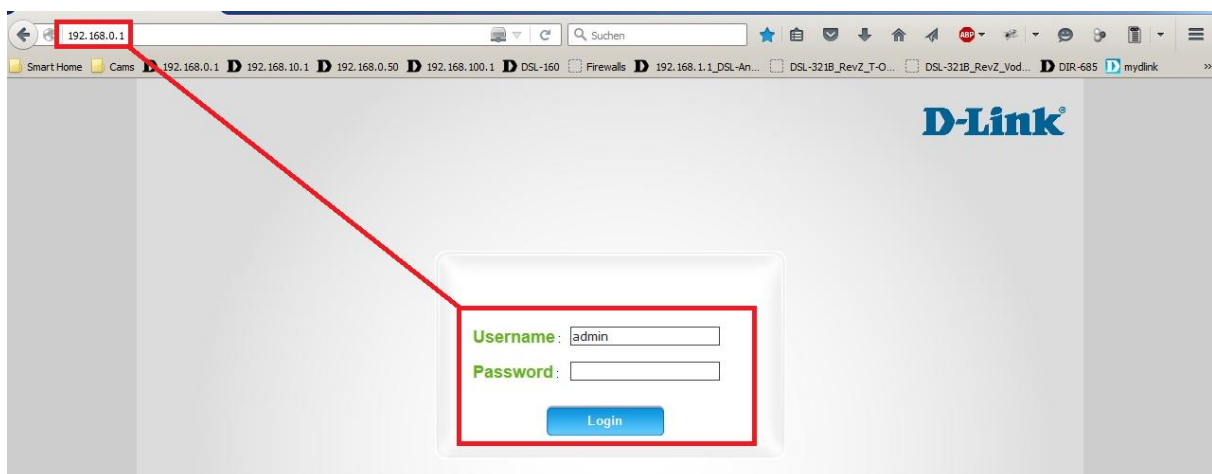 192.168.0.1 Suchen ABP
Smart Home Cams 192.168.0.1 192.168.10.1 192.168.0.50 192.168.100.1 DSL-160 Firewalls 192.168.1.1_DSL-An... DSL-321B_RevZ_T-O... DSL-321B_RevZ_Vod... DIR-685 mydlink »
D-Link®
Username : admin
Password :
Login